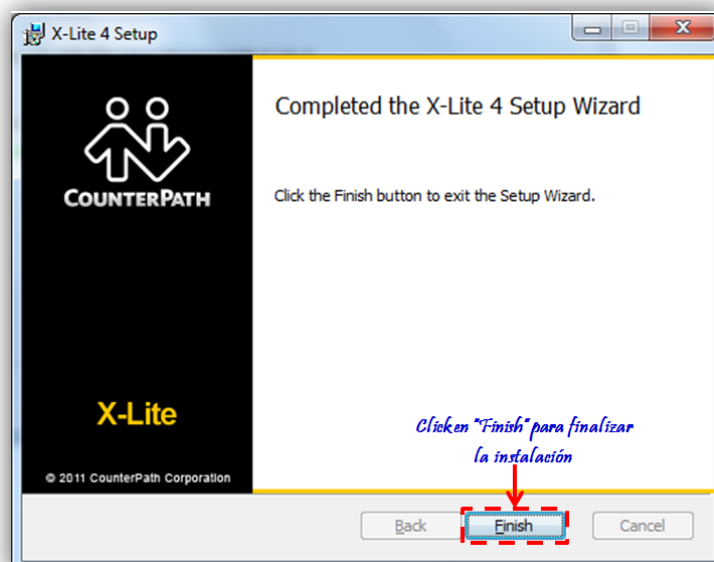 X-Lite 4 Setup
Completed the X-Lite 4 Setup Wizard
COUNTERPATH
Click the Finish button to exit the Setup Wizard.
X-Lite
Clicken "Finish" para finalizar
la instalación
© 2011 CounterPath Corporation
Back
Finish
Cancel